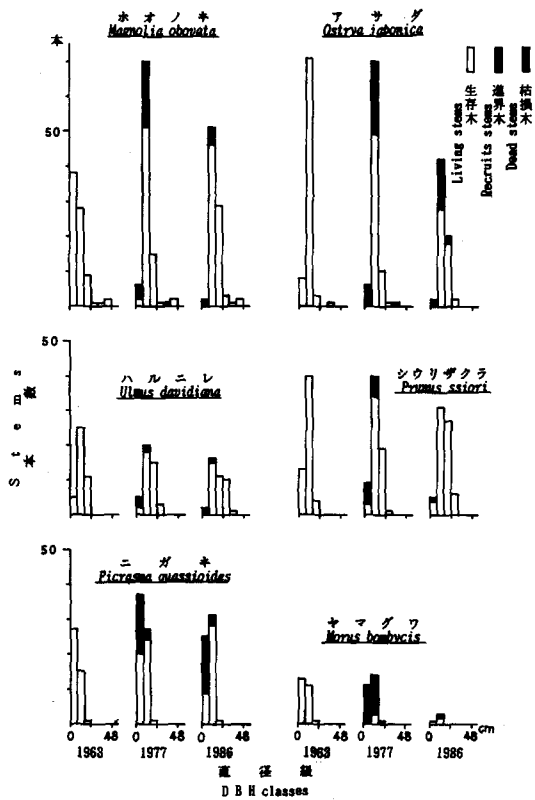 ホオノキ
Magnolia obovata
アサダ
Ostrya iabonica
本
50
生存木
Living stems
進界木
Recruits stems
枯損木
Dead stems
50
ハルニレ
Ulmus davidiana
シウリザクラ
Prunus ssiori
Stems
本数
50
ニガキ
Picrasma quassioides
ヤマグワ
Morus bombycis
0 48 0 48 0 48 0 48 0 48 0 48 cm
1963 1977 1986 1963 1977 1986
直径級
DBH classes